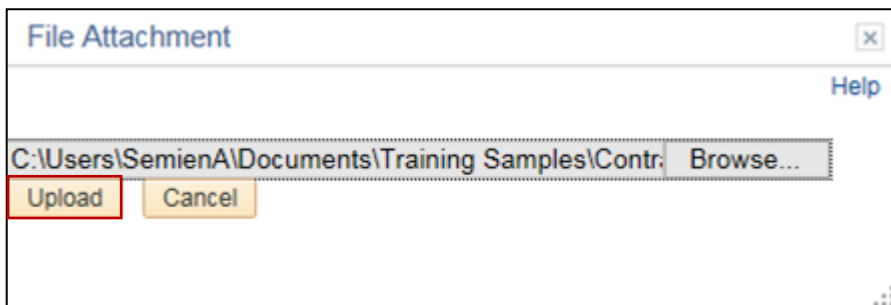 File Attachment
Help
C:\Users\SemienA\Documents\Training Samples\Contr Browse...
Upload Cancel